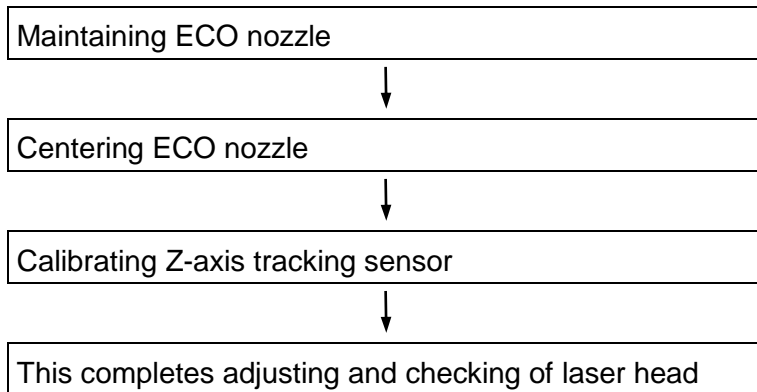 Maintaining ECO nozzle
Centering ECO nozzle
Calibrating Z-axis tracking sensor
This completes adjusting and checking of laser head